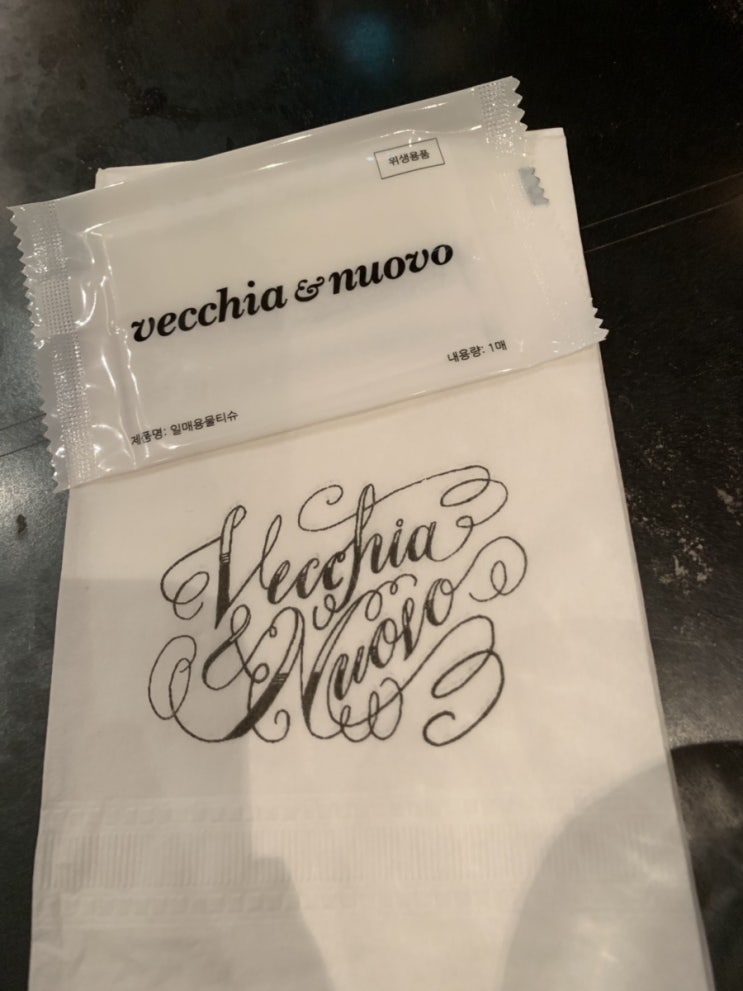 위생용품
vecchia & nuovo
내용량: 1매
제품명: 일매용물티슈
Vecchia
& Nuovo